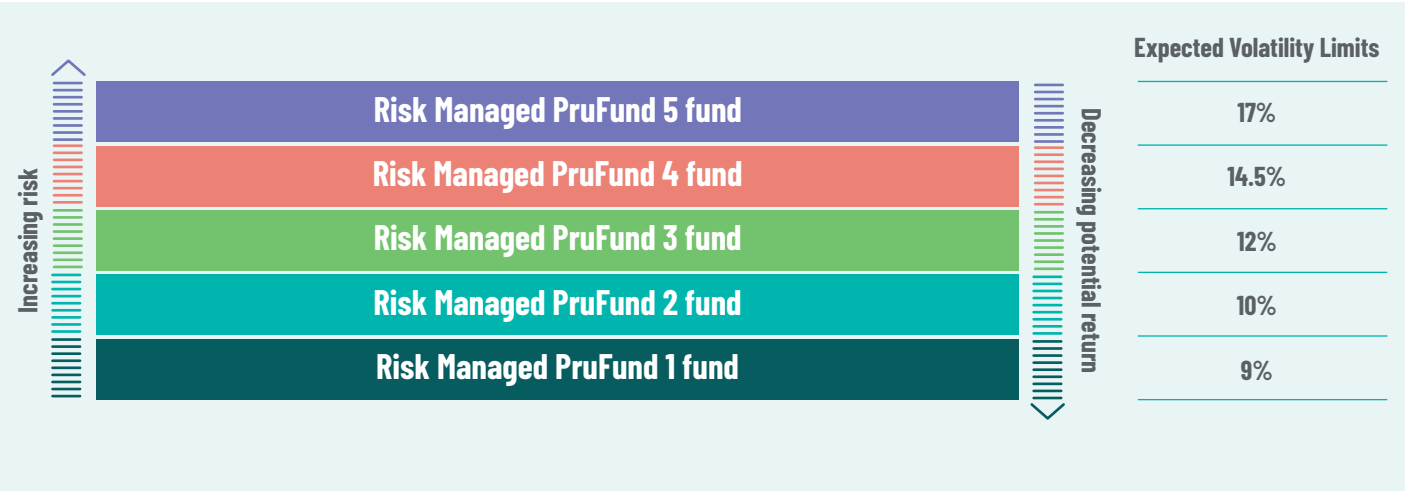 Expected Volatility Limits
Increasing risk
Risk Managed PruFund 5 fund
17%
Risk Managed PruFund 4 fund
14.5%
Risk Managed PruFund 3 fund
12%
Risk Managed PruFund 2 fund
10%
Risk Managed PruFund 1 fund
9%
Decreasing potential return